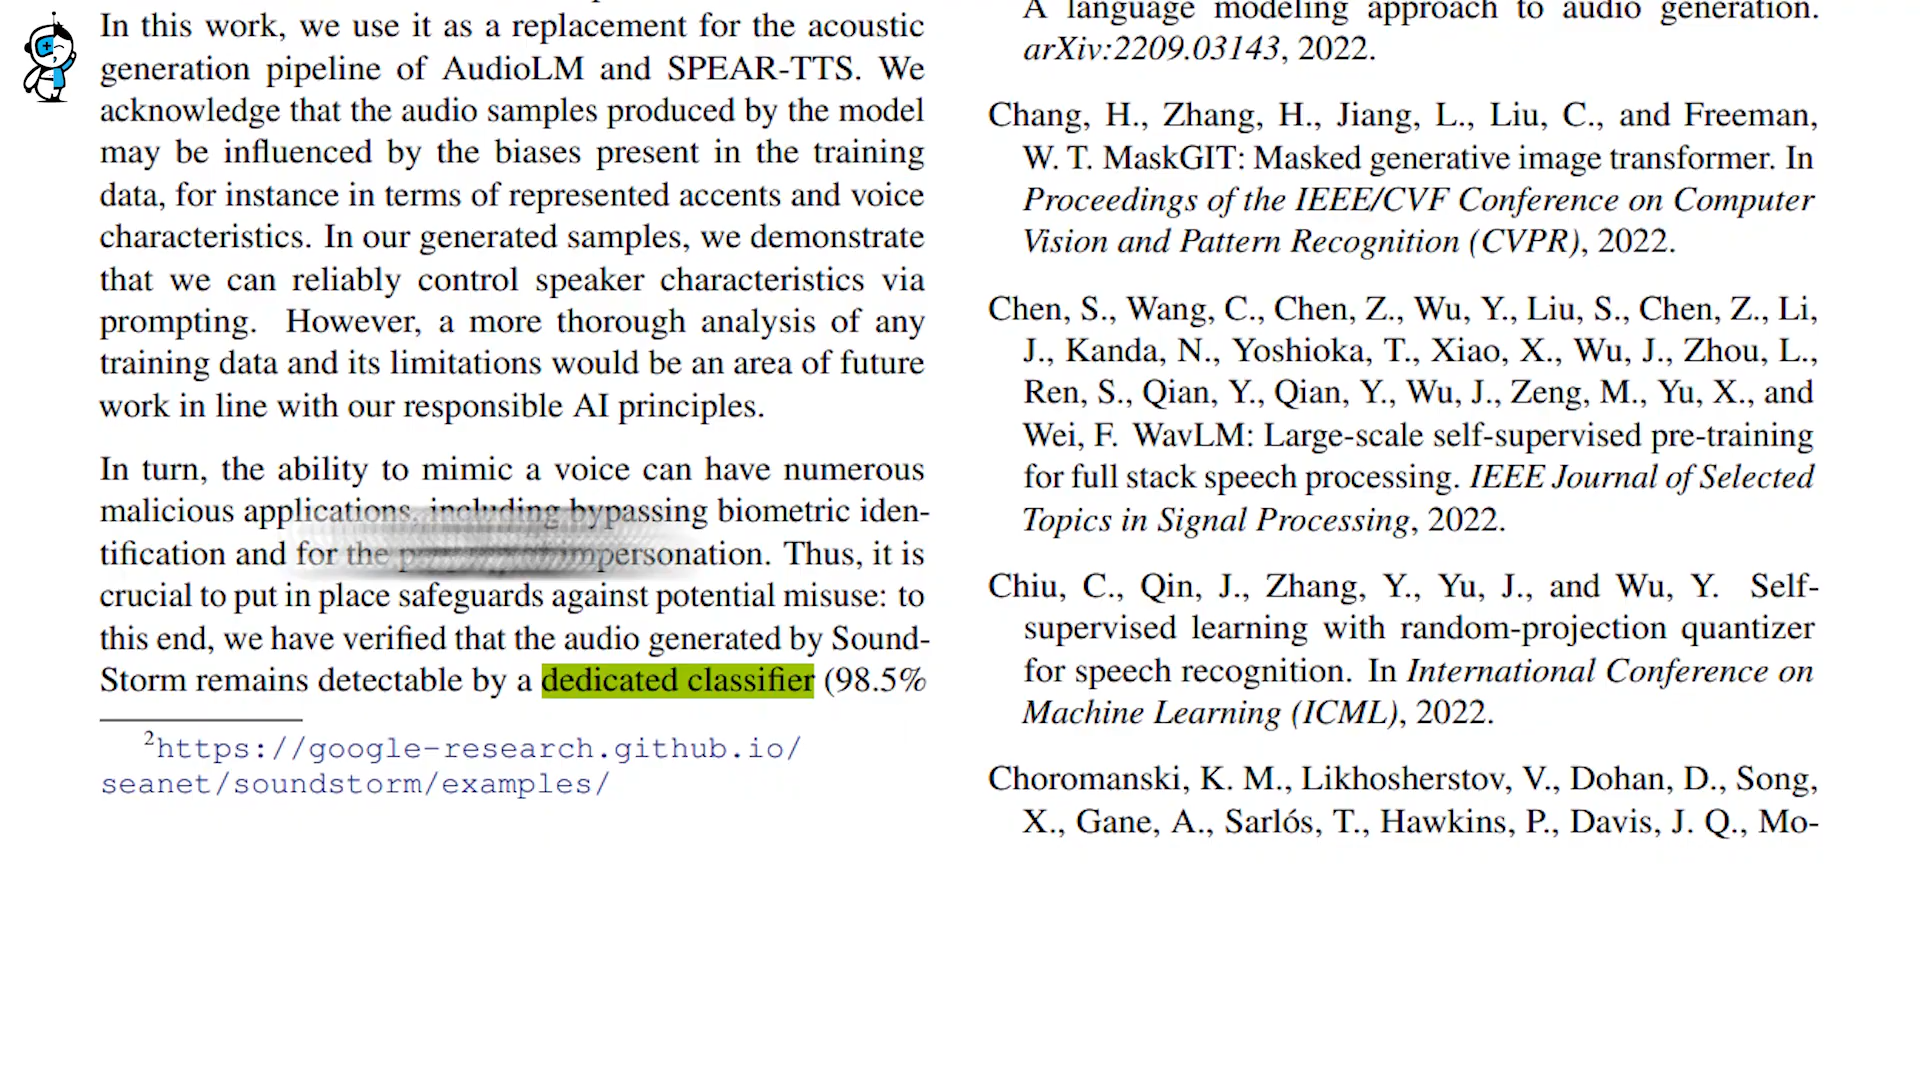 In this work, we use it as a replacement for the acoustic
generation pipeline of AudioLM and SPEAR-TTS. We
acknowledge that the audio samples produced by the model
may be influenced by the biases present in the training
data, for instance in terms of represented accents and voice
characteristics. In our generated samples, we demonstrate
that we can reliably control speaker characteristics via
prompting. However, a more thorough analysis of any
training data and its limitations would be an area of future
work in line with our responsible AI principles.
In turn, the ability to mimic a voice can have numerous
malicious applications, including bypassing biometric iden-
tification and for the impersonation. Thus, it is
crucial to put in place safeguards against potential misuse: to
this end, we have verified that the audio generated by Sound-
Storm remains detectable by a dedicated classifier (98.5%
2https://google-research.github.io/
seanet/soundstorm/examples/
A language modeling approach to audio generation.
arXiv:2209.03143, 2022.
Chang, H., Zhang, H., Jiang, L., Liu, C., and Freeman,
W. T. MaskGIT: Masked generative image transformer. In
Proceedings of the IEEE/CVF Conference on Computer
Vision and Pattern Recognition (CVPR), 2022.
Chen, S., Wang, C., Chen, Z., Wu, Y., Liu, S., Chen, Z., Li,
J., Kanda, N., Yoshioka, T., Xiao, X., Wu, J., Zhou, L.,
Ren, S., Qian, Y., Qian, Y., Wu, J., Zeng, M., Yu, X., and
Wei, F. WavLM: Large-scale self-supervised pre-training
for full stack speech processing. IEEE Journal of Selected
Topics in Signal Processing, 2022.
Chiu, C., Qin, J., Zhang, Y., Yu, J., and Wu, Y. Self-
supervised learning with random-projection quantizer
for speech recognition. In International Conference on
Machine Learning (ICML), 2022.
Choromanski, K. M., Likhosherstov, V., Dohan, D., Song,
X., Gane, A., Sarlós, T., Hawkins, P., Davis, J. Q., Mo-